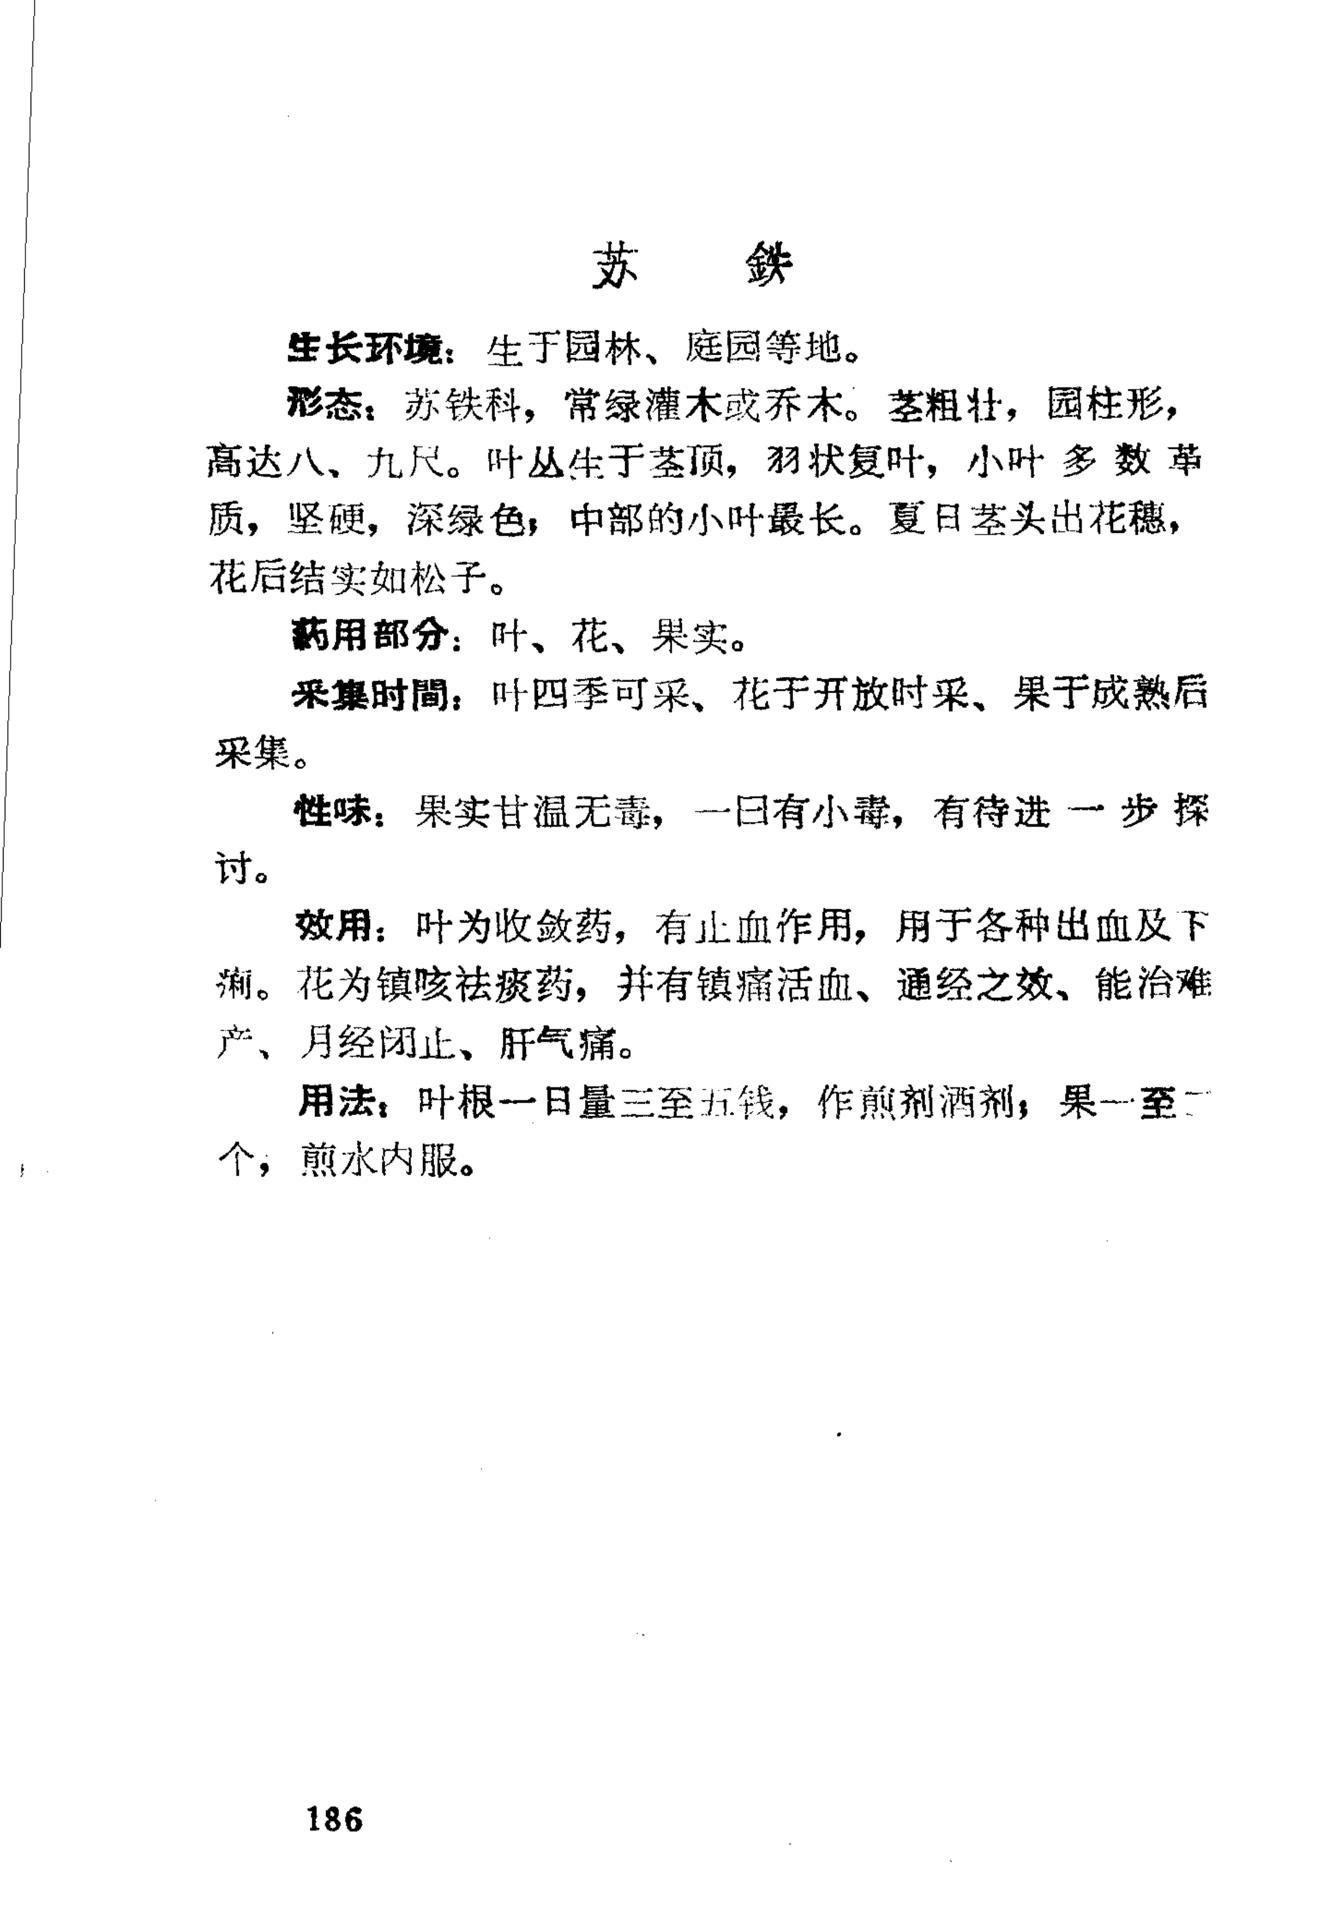 苏 鉄
生长环境：生于园林、庭园等地。
形态：苏铁科，常绿灌木或乔木。茎粗壮，园柱形，
高达八、九尺。叶丛生于茎顶，羽状复叶，小叶多数革
质，坚硬，深绿色；中部的小叶最长。夏日茎头出花穗，
花后结实如松子。
药用部分：叶、花、果实。
采集时間：叶四季可采、花于开放时采、果于成熟后
采集。
性味：果实甘温无毒，一曰有小毒，有待进一步探
讨。
效用：叶为收敛药，有止血作用，用于各种出血及下
痢。花为镇咳祛痰药，并有镇痛活血、通经之效、能治难
产、月经闭止、肝气痛。
用法：叶根一日量三至五钱，作煎剂酒剂；果一至二
个，煎水内服。
186